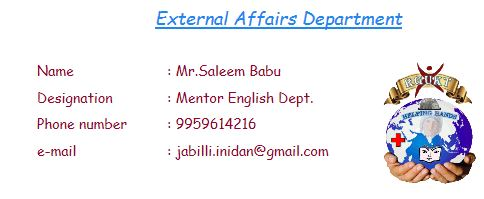 External Affairs Department
Name : Mr.Saleem Babu
Designation : Mentor English Dept.
Phone number : 9959614216
e-mail : jabilli.inidan@gmail.com
RGUKT
HELPING HANDS